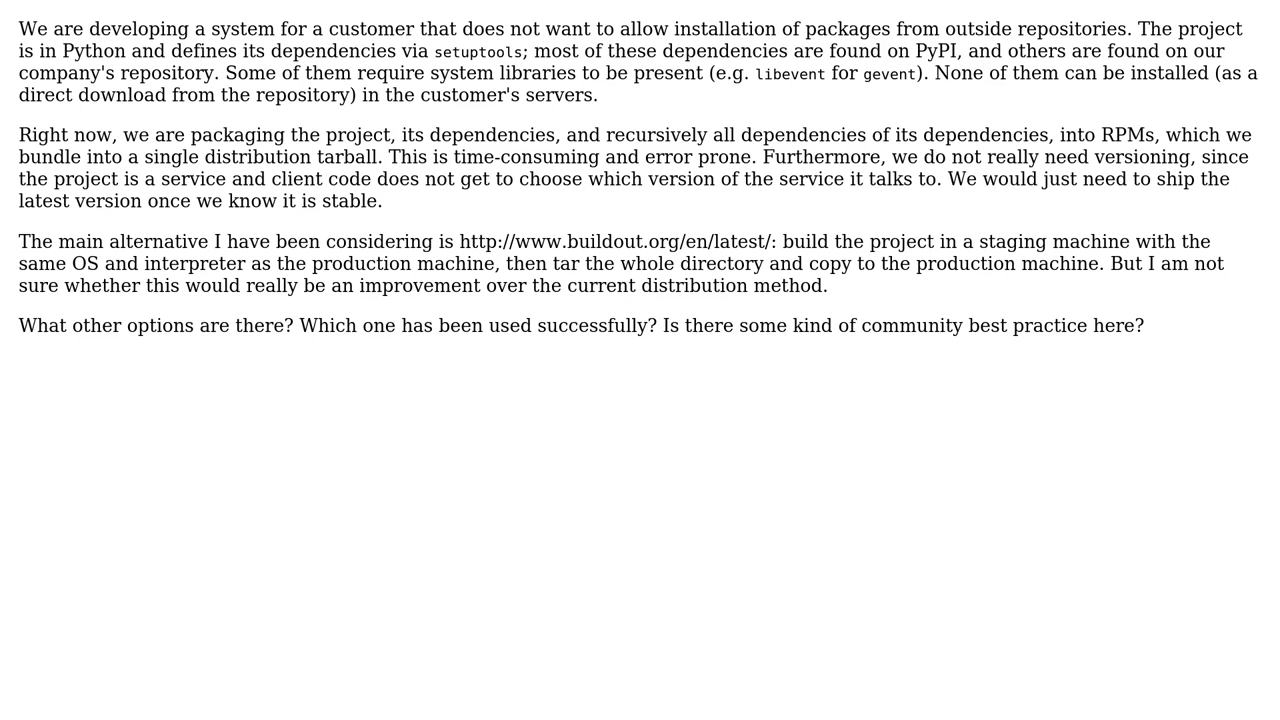 We are developing a system for a customer that does not want to allow installation of packages from outside repositories. The project
is in Python and defines its dependencies via setuptools; most of these dependencies are found on PyPI, and others are found on our
company's repository. Some of them require system libraries to be present (e.g. libevent for gevent). None of them can be installed (as a
direct download from the repository) in the customer's servers.
Right now, we are packaging the project, its dependencies, and recursively all dependencies of its dependencies, into RPMs, which we
bundle into a single distribution tarball. This is time-consuming and error prone. Furthermore, we do not really need versioning, since
the project is a service and client code does not get to choose which version of the service it talks to. We would just need to ship the
latest version once we know it is stable.
The main alternative I have been considering is http://www.buildout.org/en/latest/: build the project in a staging machine with the
same OS and interpreter as the production machine, then tar the whole directory and copy to the production machine. But I am not
sure whether this would really be an improvement over the current distribution method.
What other options are there? Which one has been used successfully? Is there some kind of community best practice here?